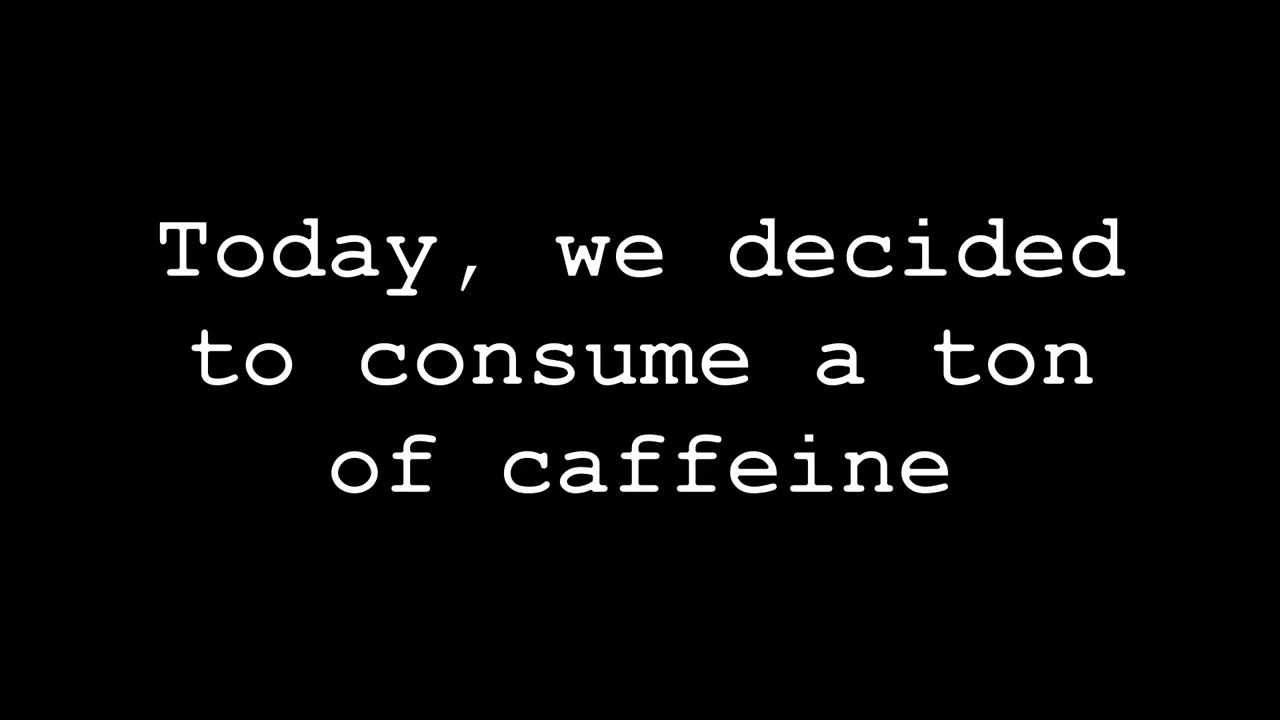 Today, we decided
to consume a ton
of caffeine